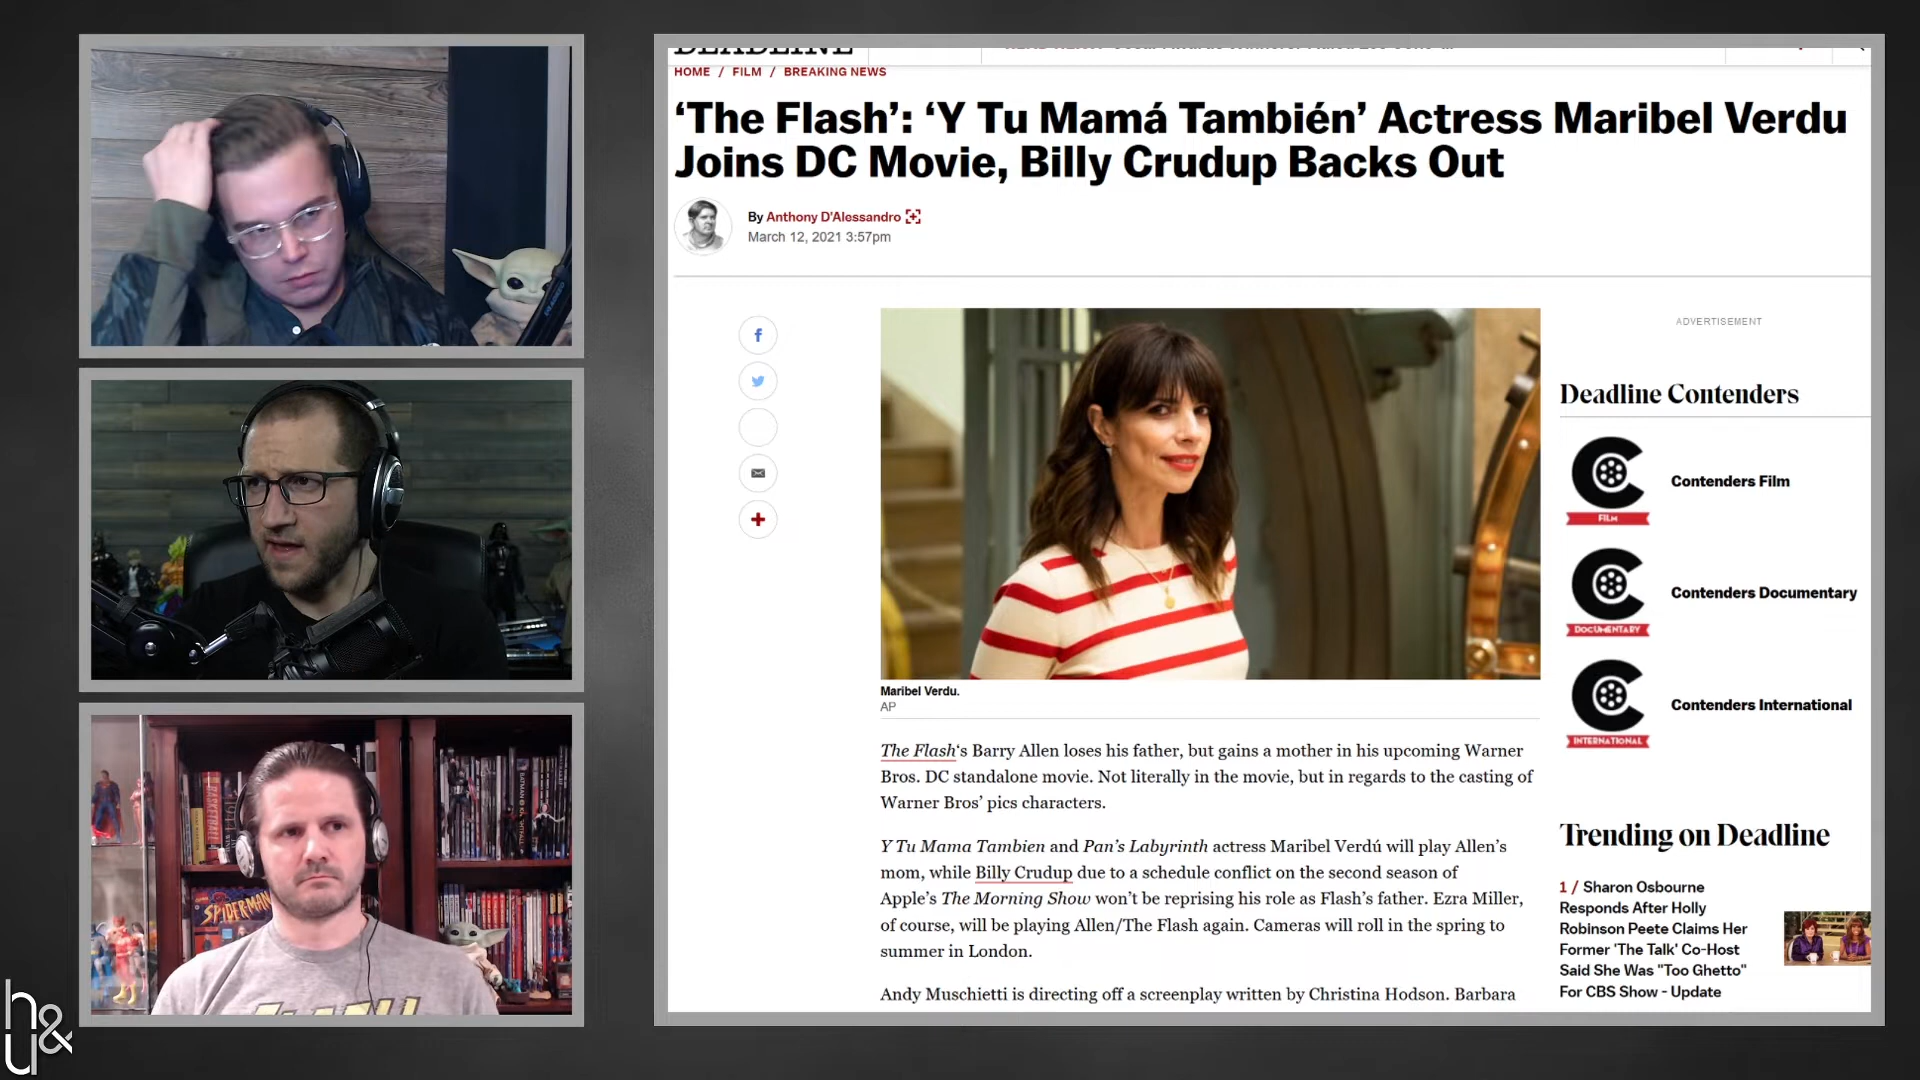 DEADLINE
HOME / FILM / BREAKING NEWS
‘The Flash’: ‘Y Tu Mamá También’ Actress Maribel Verdu
Joins DC Movie, Billy Crudup Backs Out
By Anthony D'Alessandro
March 12, 2021 3:57pm
ADVERTISEMENT
Maribel Verdu.
AP
The Flash‘s Barry Allen loses his father, but gains a mother in his upcoming Warner
Bros. DC standalone movie. Not literally in the movie, but in regards to the casting of
Warner Bros’ pics characters.
Y Tu Mama Tambien and Pan’s Labyrinth actress Maribel Verdú will play Allen’s
mom, while Billy Crudup due to a schedule conflict on the second season of
Apple’s The Morning Show won’t be reprising his role as Flash’s father. Ezra Miller,
of course, will be playing Allen/The Flash again. Cameras will roll in the spring to
summer in London.
Andy Muschietti is directing off a screenplay written by Christina Hodson. Barbara
Deadline Contenders
FILM
Contenders Film
DOCUMENTARY
Contenders Documentary
INTERNATIONAL
Contenders International
Trending on Deadline
1 / Sharon Osbourne
Responds After Holly
Robinson Peete Claims Her
Former 'The Talk' Co-Host
Said She Was "Too Ghetto"
For CBS Show - Update
BASKETBALL
SPIDER-MAN
BATMAN
h&u